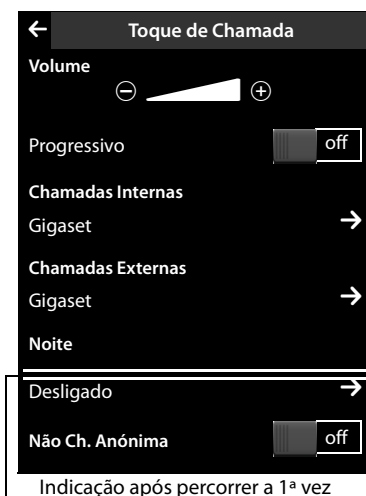 Toque de Chamada
Volume
Progressivo off
Chamadas Internas
Gigaset
Chamadas Externas
Gigaset
Noite
Desligado
Não Ch. Anónima off
Indicação após percorrer a 1ª vez